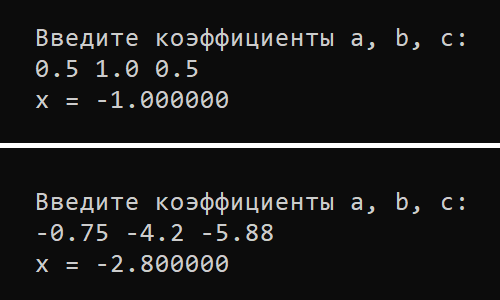 Введите коэффициенты a, b, c:
0.5 1.0 0.5
x = -1.000000
Введите коэффициенты a, b, c:
-0.75 -4.2 -5.88
x = -2.800000